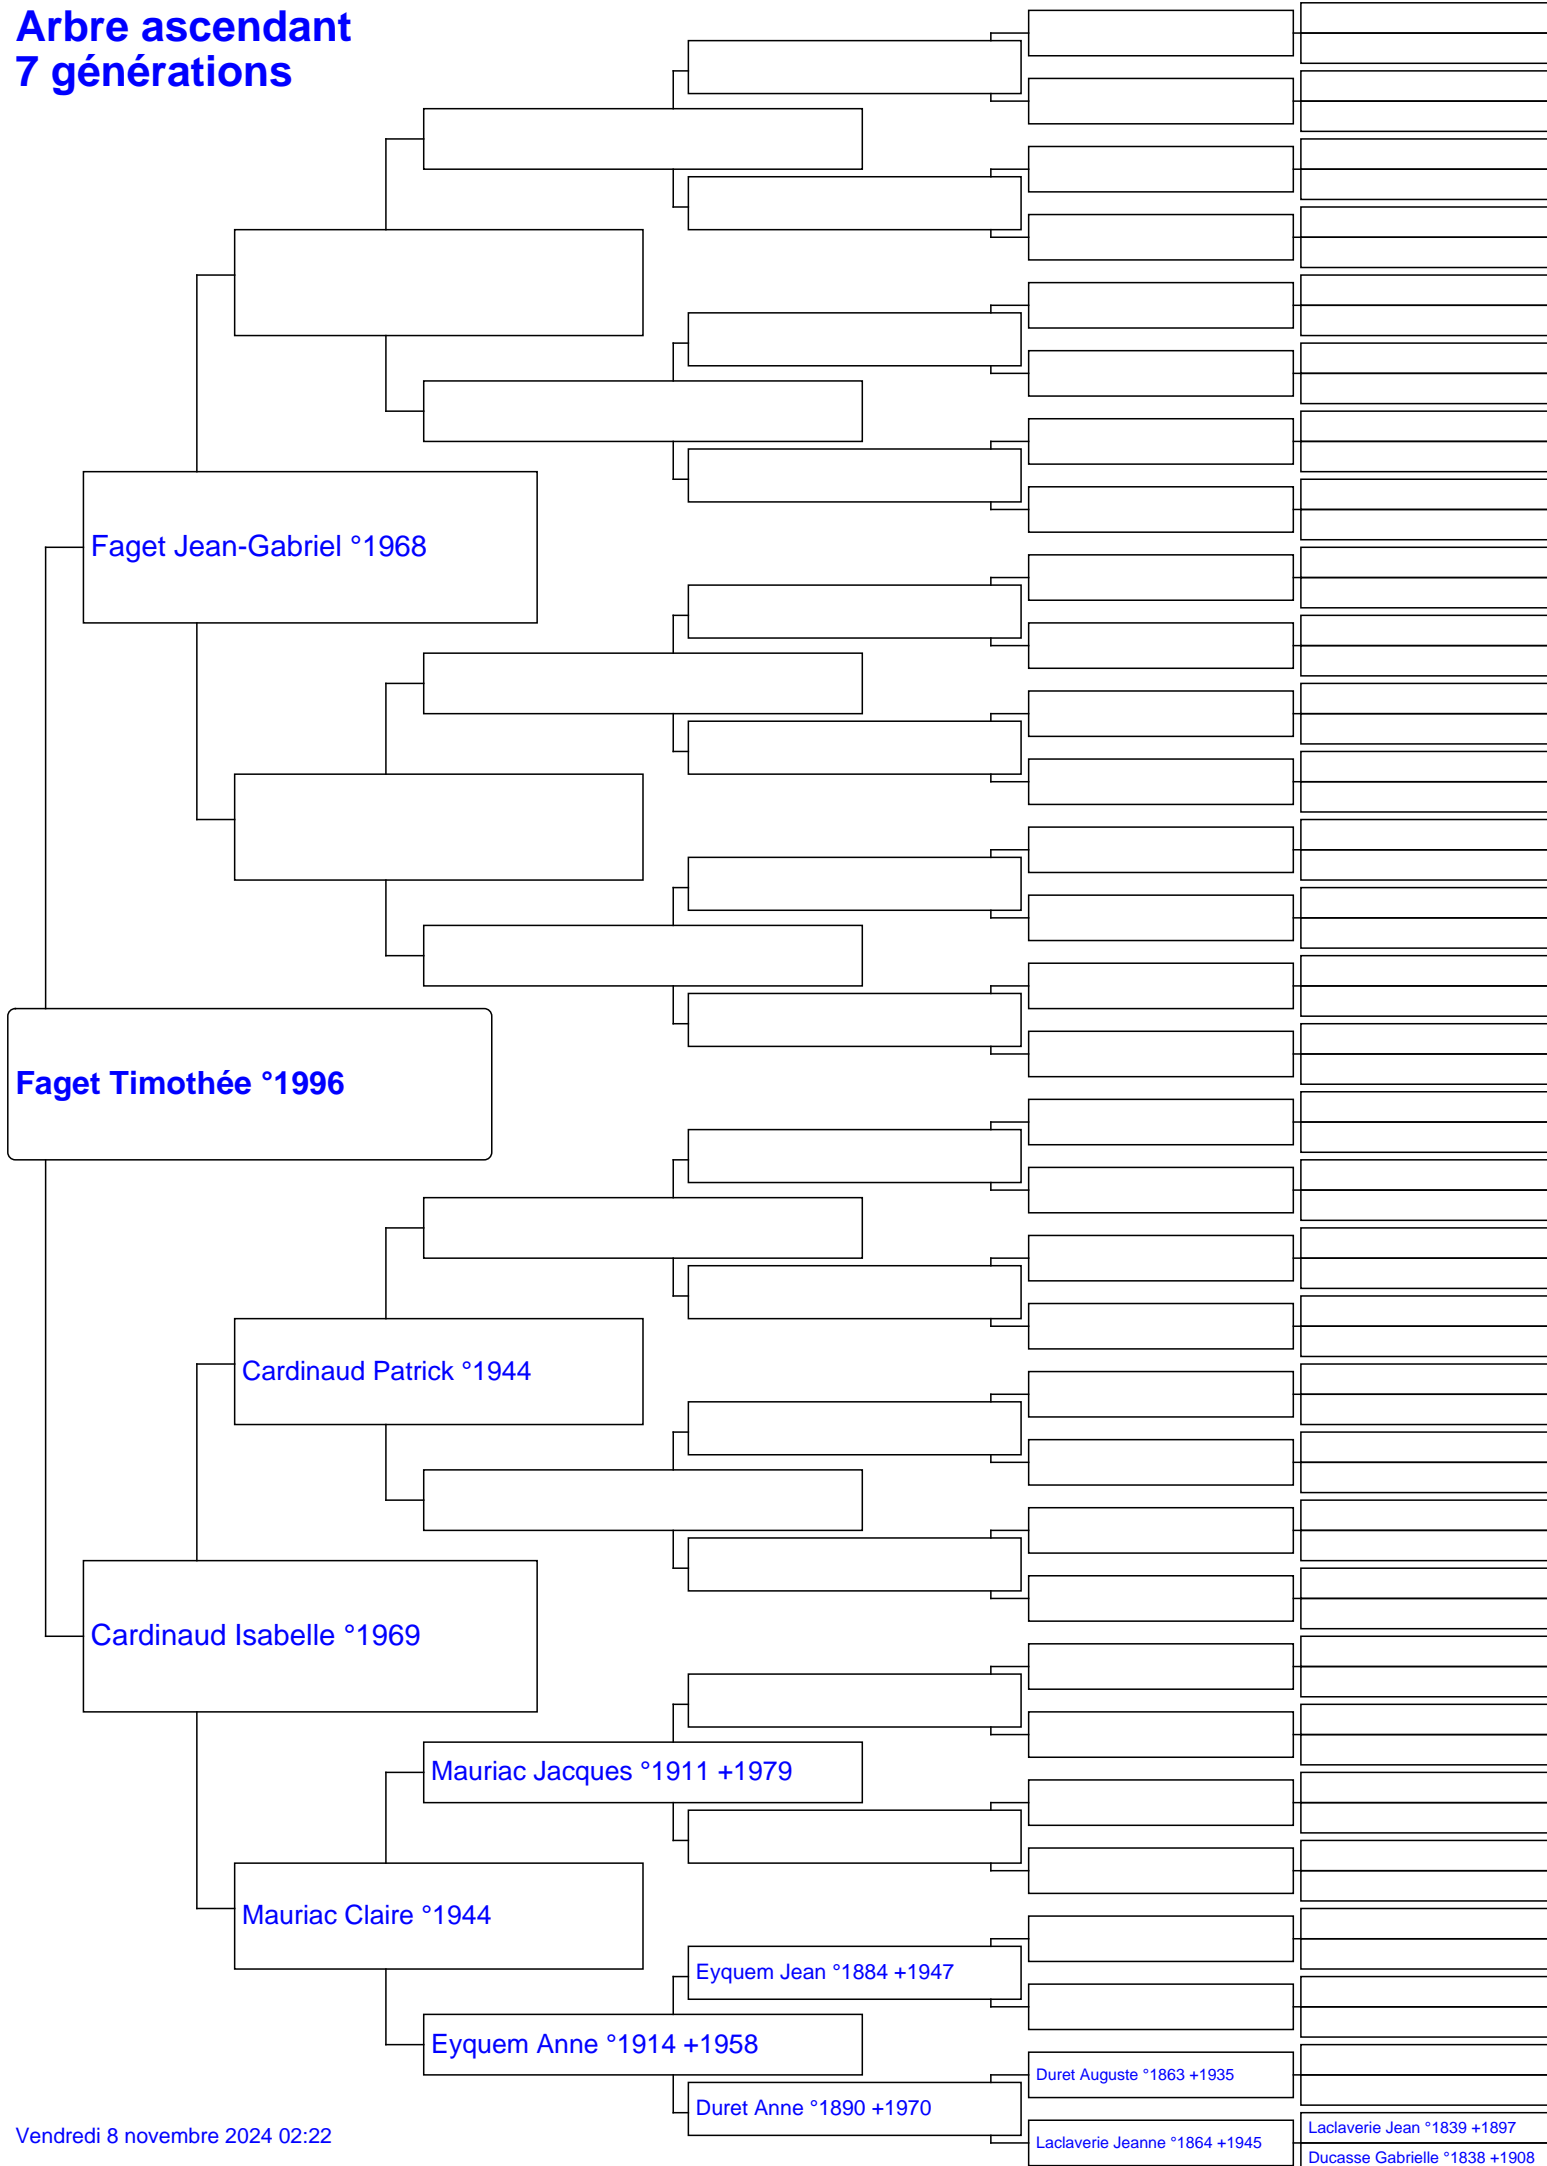 Arbre ascendant
7 générations
Faget Jean-Gabriel °1968
Faget Timothée °1996
Cardinaud Patrick °1944
Cardinaud Isabelle °1969
Mauriac Jacques °1911 +1979
Mauriac Claire °1944
Eyquem Jean °1884 +1947
Eyquem Anne °1914 +1958
Duret Auguste °1863 +1935
Duret Anne °1890 +1970
Laclaverie Jean °1839 +1897
Laclaverie Jeanne °1864 +1945
Ducasse Gabrielle °1838 +1908
Vendredi 8 novembre 2024 02:22